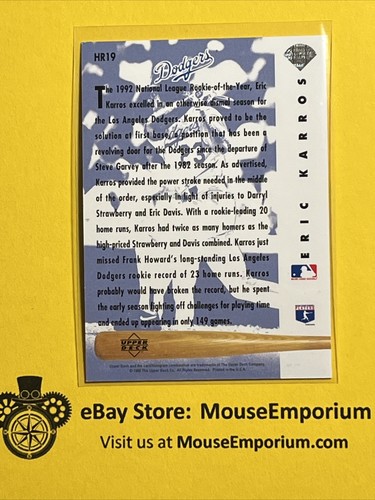 HR19
Dodgers
The 1992 National League Rookie-of-the-Year, Eric
Karros excelled in an otherwise dismal season for
the Los Angeles Dodgers. Karros proved to be the
solution at first base, a position that has been a
revolving door for the Dodgers since the departure of
Steve Garvey after the 1982 season. As advertised,
Karros provided the power stroke needed in the middle
of the order, especially in light of injuries to Darryl
Strawberry and Eric Davis. With a rookie-leading 20
home runs, Karros had twice as many homers as the
high-priced Strawberry and Davis combined. Karros just
missed Frank Howard's long-standing Los Angeles
Dodgers rookie record of 23 home runs. Karros
probably would have broken the record, but he spent
the early season fighting off challenges for playing time
and ended up appearing in only 149 games.
ERIC KARROS
UPPER
DECK
eBay Store: MouseEmporium
Visit us at MouseEmporium.com!